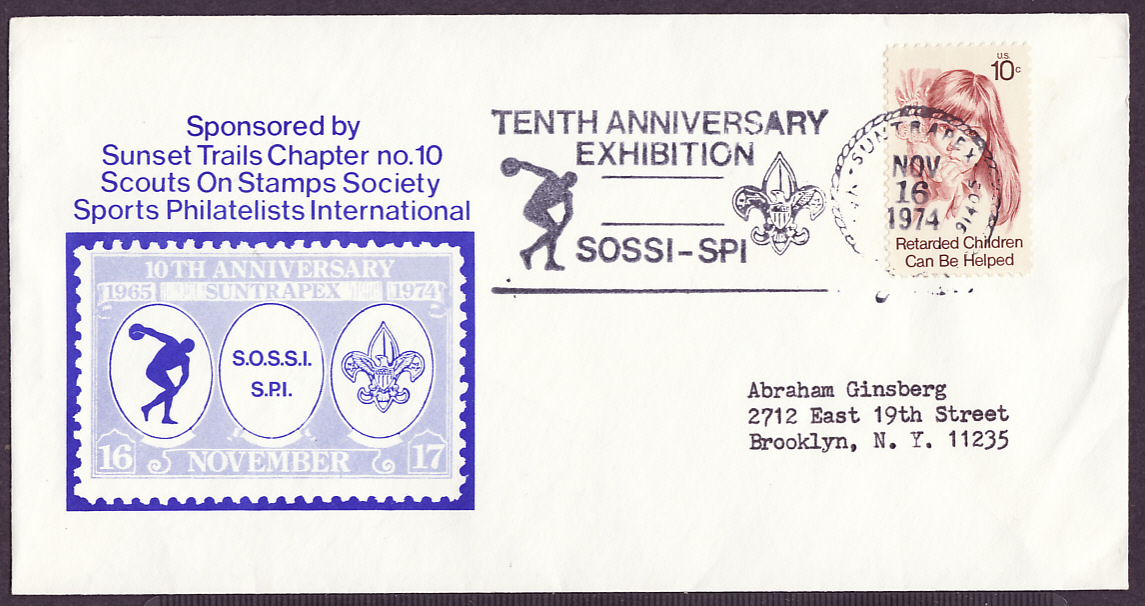 Sponsored by
Sunset Trails Chapter no.10
Scouts On Stamps Society
Sports Philatelists International
10TH ANNIVERSARY
1965 SUNTRAPEX 1974
S.O.S.S.I.
S.P.I.
16 NOVEMBER 17
TENTH ANNIVERSARY
EXHIBITION
SOSSI-SPI
SUNTRAPEX
NOV
16
1974
91405
U.S.
10c
Retarded Children
Can Be Helped
Abraham Ginsberg
2712 East 19th Street
Brooklyn, N. Y. 11235